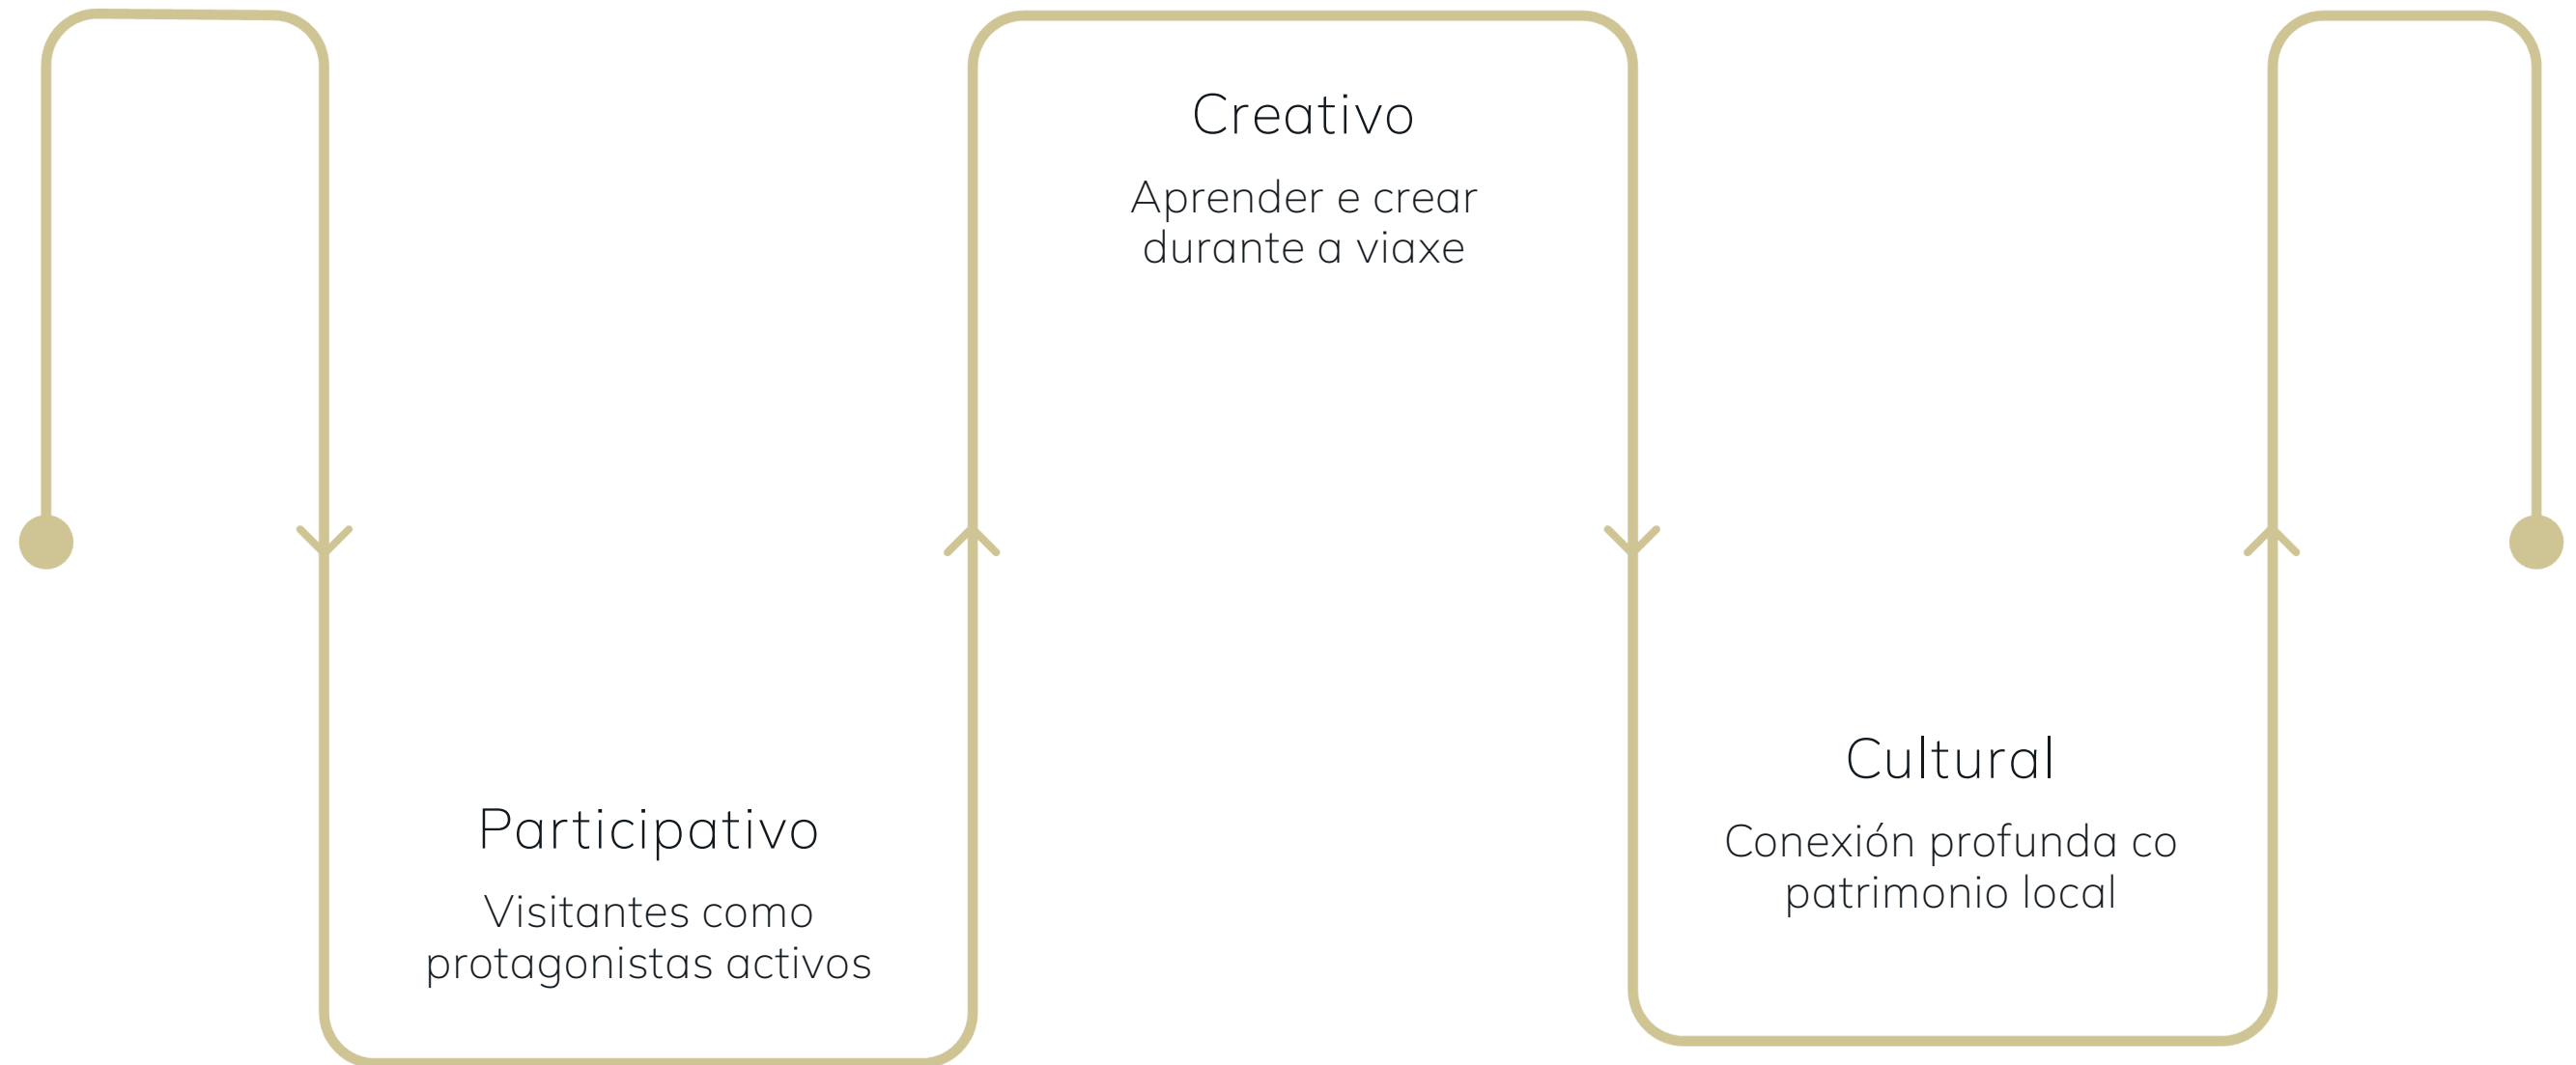 Participativo
Visitantes como
protagonistas activos
Creativo
Aprender e crear
durante a viaxe
Cultural
Conexión profunda co
patrimonio local